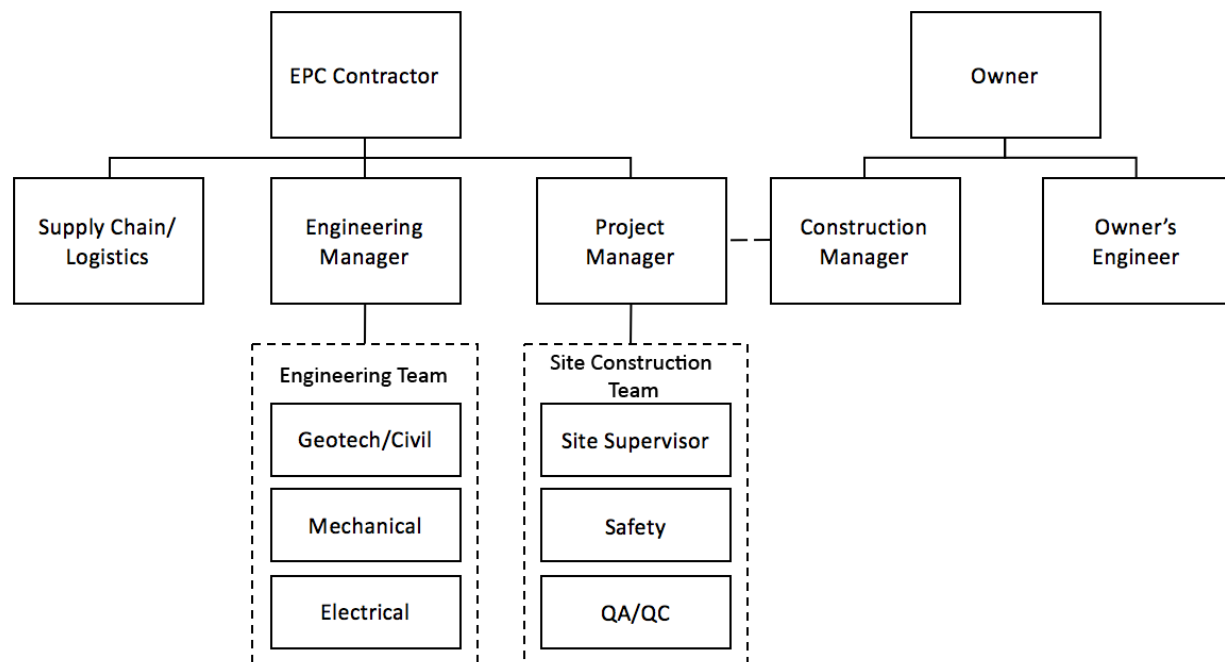 EPC Contractor
Owner
Supply Chain/
Logistics
Engineering
Manager
Project
Manager
Construction
Manager
Owner’s
Engineer
Engineering Team
Geotech/Civil
Mechanical
Electrical
Site Construction
Team
Site Supervisor
Safety
QA/QC